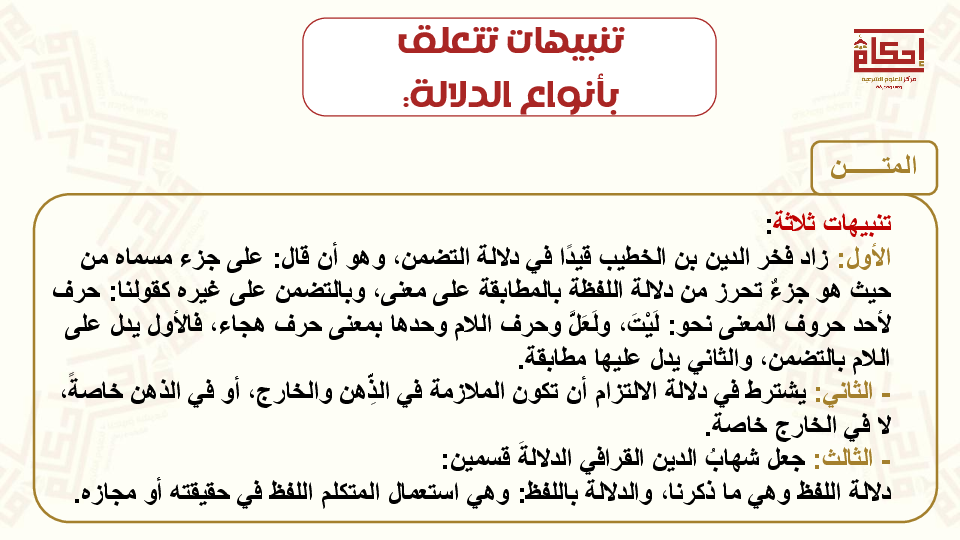 تنبيهات تتعلق
بأنواع الدلالة:
إحكام
مركز للعلوم الشرعية
المتـــــن
تنبيهات ثلاثة:
الأول: زاد فخر الدين بن الخطيب قيدًا في دلالة التضمن، وهو أن قال: على جزء مسماه من
حيث هو جزءٌ تحرز من دلالة اللفظة بالمطابقة على معنى، وبالتضمن على غيره كقولنا: حرف
لأحد حروف المعنى نحو: لَيْتَ، ولَعَلَّ وحرف اللام وحدها بمعنى حرف هجاء، فالأول يدل على
اللام بالتضمن، والثاني يدل عليها مطابقة.
- الثاني: يشترط في دلالة الالتزام أن تكون الملازمة في الذِّهن والخارج، أو في الذهن خاصةً،
لا في الخارج خاصة.
- الثالث: جعل شهابُ الدين القرافي الدلالةَ قسمين:
دلالة اللفظ وهي ما ذكرنا، والدلالة باللفظ: وهي استعمال المتكلم اللفظ في حقيقته أو مجازه.